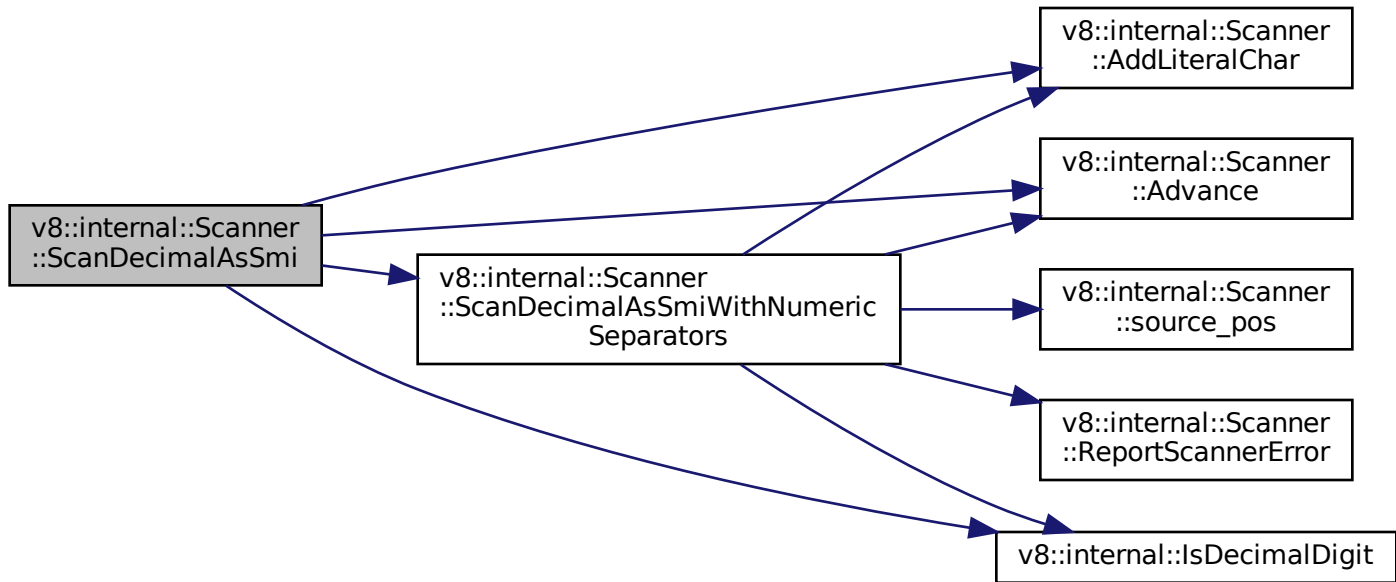 v8::internal::Scanner
::AddLiteralChar
v8::internal::Scanner
::Advance
v8::internal::Scanner
::ScanDecimalAsSmi
v8::internal::Scanner
::ScanDecimalAsSmiWithNumeric
Separators
v8::internal::Scanner
::source_pos
v8::internal::Scanner
::ReportScannerError
v8::internal::IsDecimalDigit